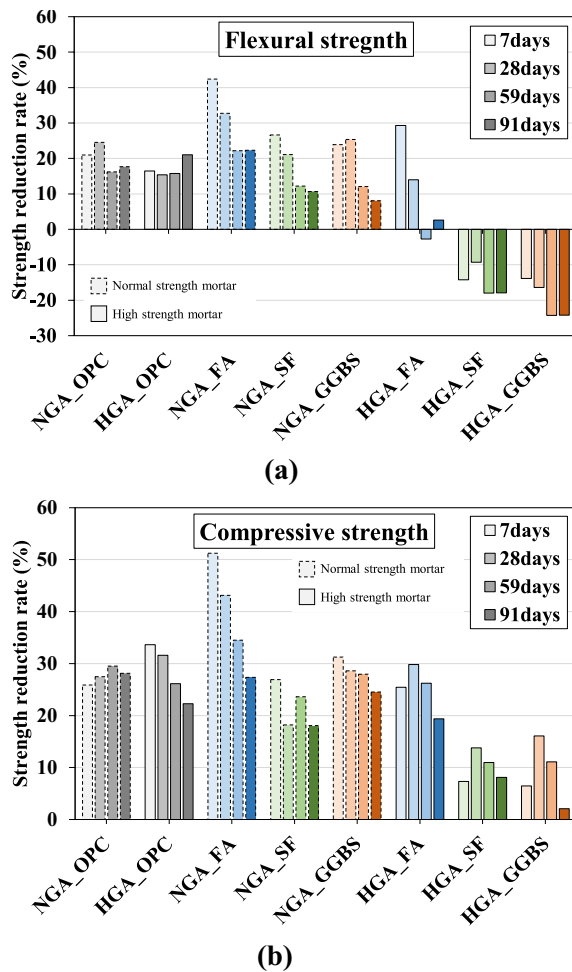 60
50
40
30
20
10
0
-10
-20
-30
Strength reduction rate (%)
Flexural stregnth
7days
28days
59days
91days
Normal strength mortar
High strength mortar
NGA_OPC
HGA_OPC
NGA_FA
NGA_SF
NGA_GGBS
HGA_FA
HGA_SF
HGA_GGBS
(a)
60
50
40
30
20
10
0
Strength reduction rate (%)
Compressive strength
Normal strength mortar
High strength mortar
7days
28days
59days
91days
NGA_OPC
HGA_OPC
NGA_FA
NGA_SF
NGA_GGBS
HGA_FA
HGA_SF
HGA_GGBS
(b)